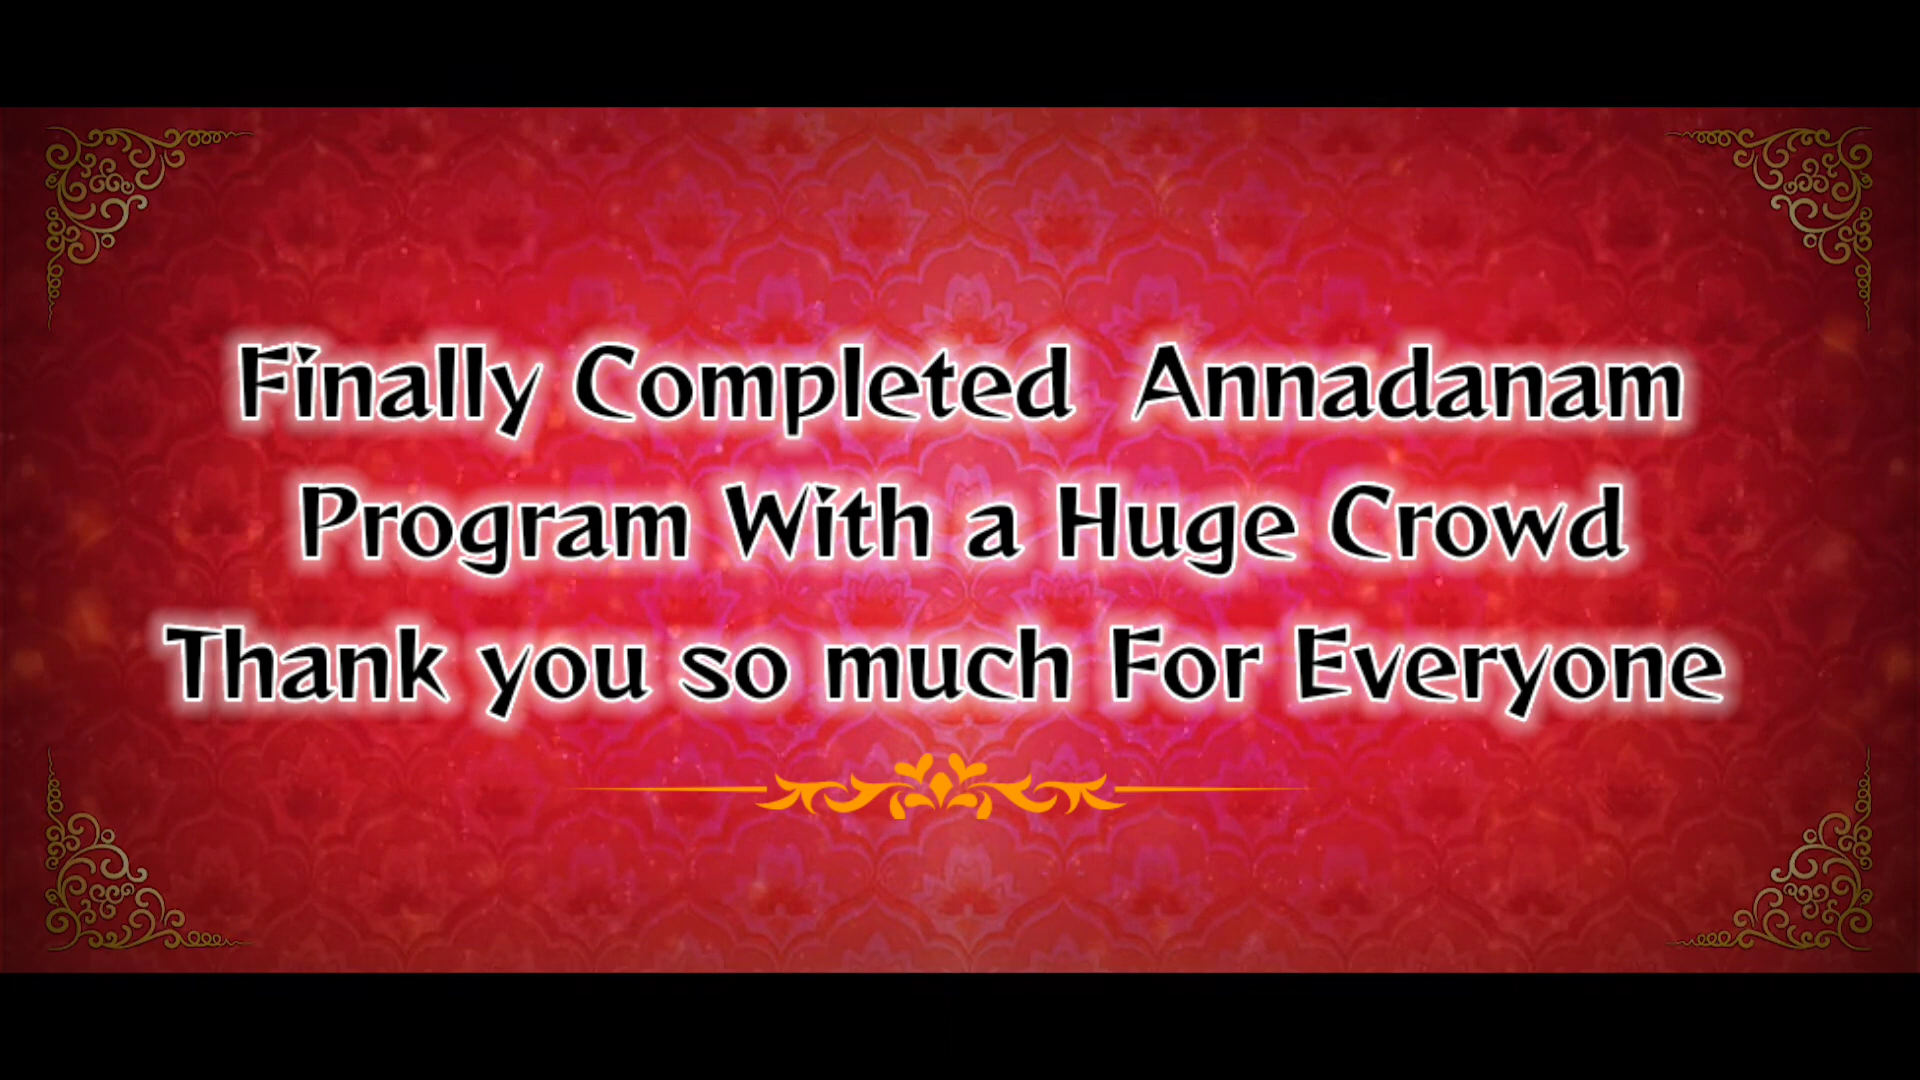 Finally Completed Annadanam
Program With a Huge Crowd
Thank you so much For Everyone